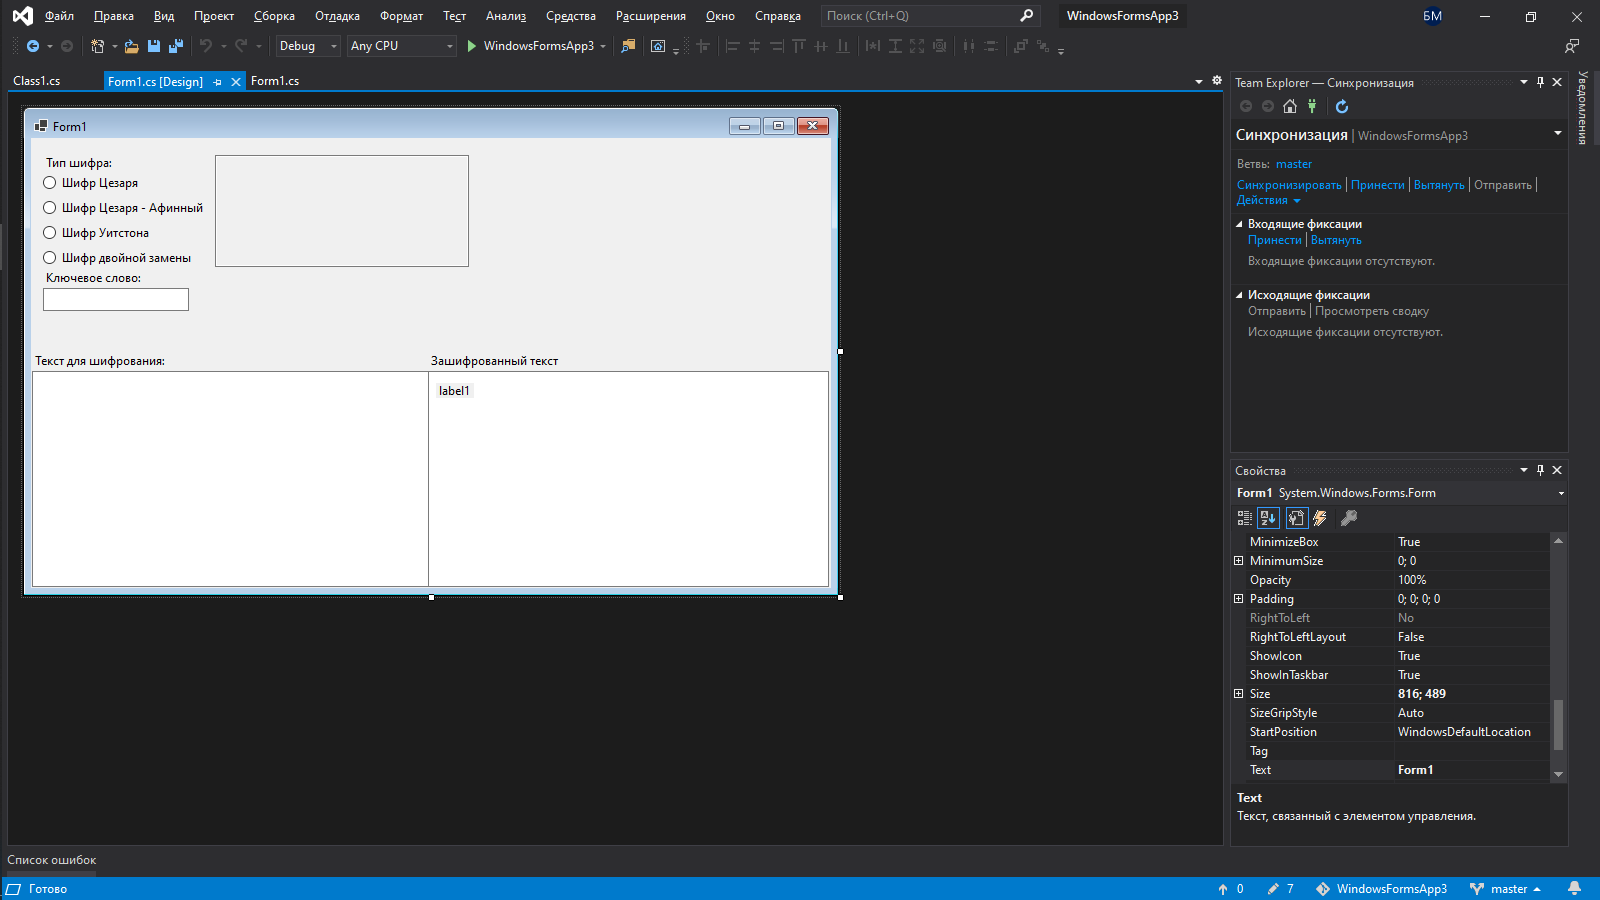 Файл Правка Вид Проект Сборка Отладка Формат Тест Анализ Средства Расширения Окно Справка Поиск (Ctrl+Q) WindowsFormsApp3 БМ
Debug Any CPU WindowsFormsApp3
Class1.cs Form1.cs [Design] Form1.cs
Form1
Тип шифра:
Шифр Цезаря
Шифр Цезаря - Афинный
Шифр Уитстона
Шифр двойной замены
Ключевое слово:
Текст для шифрования: Зашифрованный текст
label1
Team Explorer — Синхронизация
Синхронизация | WindowsFormsApp3
Ветвь: master
Синхронизировать | Принести | Вытянуть | Отправить |
Действия
Входящие фиксации
Принести | Вытянуть
Входящие фиксации отсутствуют.
Исходящие фиксации
Отправить | Просмотреть сводку
Исходящие фиксации отсутствуют.
Уведомления
Свойства
Form1 System.Windows.Forms.Form
MinimizeBox True
MinimumSize 0; 0
Opacity 100%
Padding 0; 0; 0; 0
RightToLeft No
RightToLeftLayout False
ShowIcon True
ShowInTaskbar True
Size 816; 489
SizeGripStyle Auto
StartPosition WindowsDefaultLocation
Tag
Text Form1
Text
Текст, связанный с элементом управления.
Список ошибок
Готово 0 7 WindowsFormsApp3 master